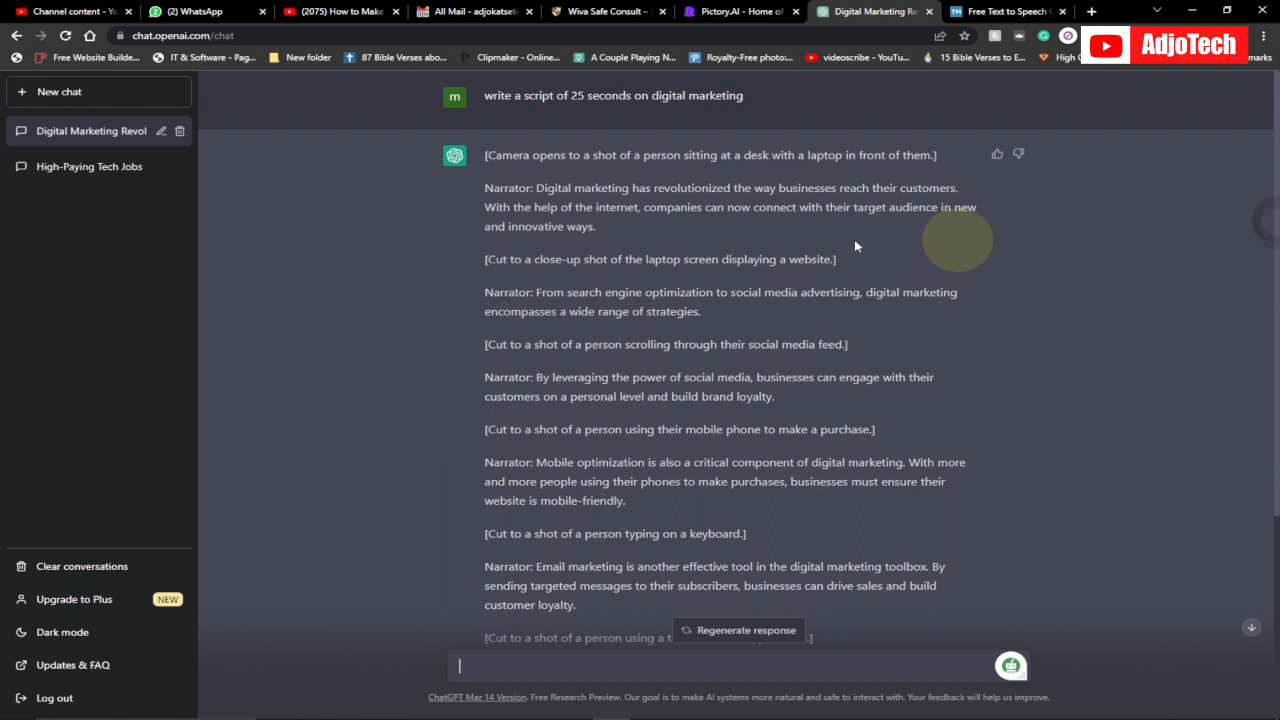 Channel content - Yo
(2) WhatsApp
(2075) How to Make
All Mail - adjokatseti
Wiva Safe Consult –
Pictory.AI - Home of
Digital Marketing Re
Free Text to Speech
chat.openai.com/chat
AdjoTech
Free Website Builde...
IT & Software - Pag...
New folder
87 Bible Verses abo...
Clipmaker - Online...
A Couple Playing N...
Royalty-Free photo:...
videoscribe - YouTu...
15 Bible Verses to E...
High
marks
New chat
Digital Marketing Revol
High-Paying Tech Jobs
m
write a script of 25 seconds on digital marketing
[Camera opens to a shot of a person sitting at a desk with a laptop in front of them.]
Narrator: Digital marketing has revolutionized the way businesses reach their customers.
With the help of the internet, companies can now connect with their target audience in new
and innovative ways.
[Cut to a close-up shot of the laptop screen displaying a website.]
Narrator: From search engine optimization to social media advertising, digital marketing
encompasses a wide range of strategies.
[Cut to a shot of a person scrolling through their social media feed.]
Narrator: By leveraging the power of social media, businesses can engage with their
customers on a personal level and build brand loyalty.
[Cut to a shot of a person using their mobile phone to make a purchase.]
Narrator: Mobile optimization is also a critical component of digital marketing. With more
and more people using their phones to make purchases, businesses must ensure their
website is mobile-friendly.
[Cut to a shot of a person typing on a keyboard.]
Narrator: Email marketing is another effective tool in the digital marketing toolbox. By
sending targeted messages to their subscribers, businesses can drive sales and build
customer loyalty.
[Cut to a shot of a person using a t .]
Regenerate response
Clear conversations
Upgrade to Plus
NEW
Dark mode
Updates & FAQ
Log out
ChatGPT Mar 14 Version. Free Research Preview. Our goal is to make AI systems more natural and safe to interact with. Your feedback will help us improve.